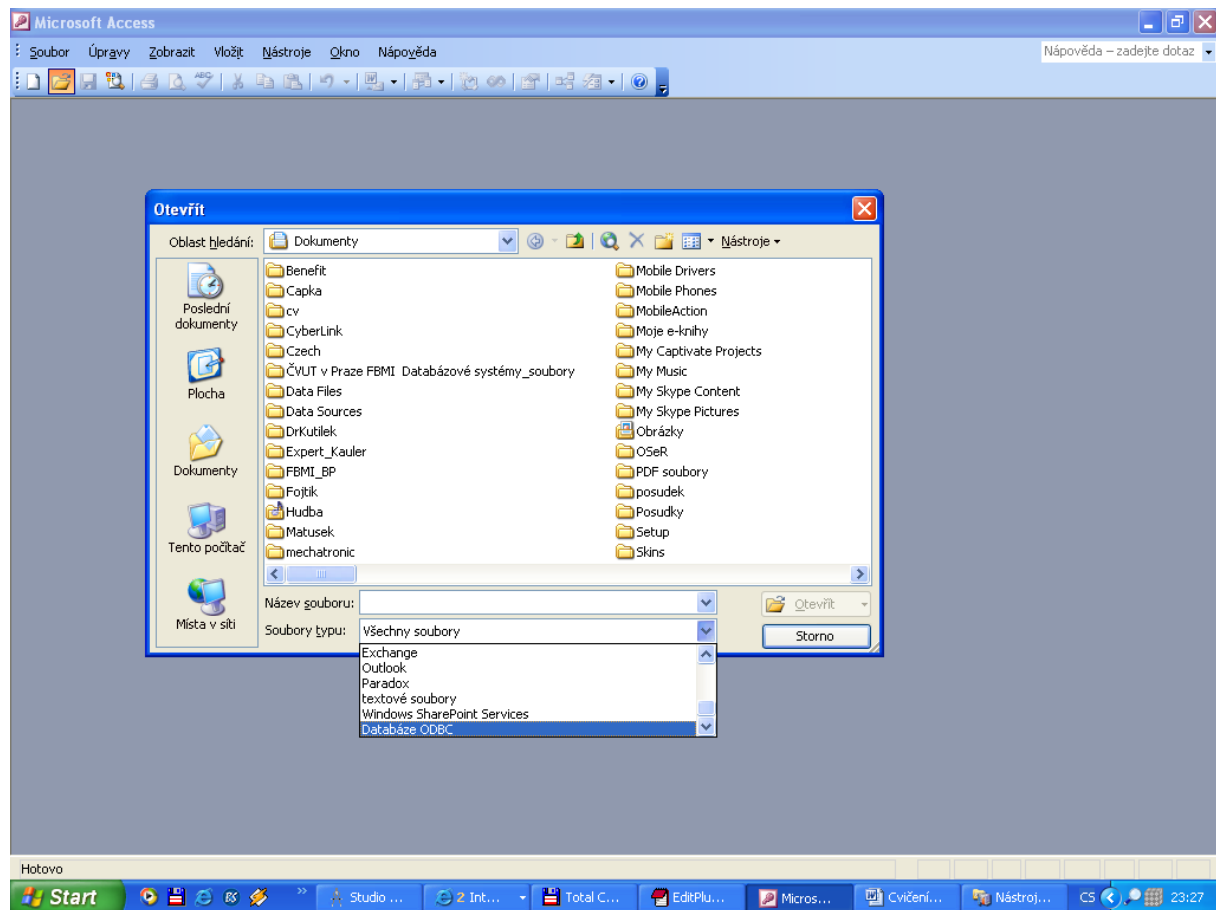 Microsoft Access
Soubor Úpravy Zobrazit Vložit Nástroje Okno Nápověda Nápověda – zadejte dotaz
Otevřít
Oblast hledání: Dokumenty Nástroje
Poslední dokumenty
Plocha
Dokumenty
Tento počítač
Místa v síti
Benefit
Capka
cv
CyberLink
Czech
ČVUT v Praze FBMI Databázové systémy_soubory
Data Files
Data Sources
DrKutilek
Expert_Kauler
FBMI_BP
Fojtik
Hudba
Matusek
mechatronic
Mobile Drivers
Mobile Phones
MobileAction
Moje e-knihy
My Captivate Projects
My Music
My Skype Content
My Skype Pictures
Obrázky
OSeR
PDF soubory
posudek
Posudky
Setup
Skins
Název souboru: Otevřít
Soubory typu: Všechny soubory Storno
Exchange
Outlook
Paradox
textové soubory
Windows SharePoint Services
Databáze ODBC
Hotovo
Start Studio ... 2 Int... Total C... EditPlu... Micros... Cvičení... Nástroj... CS 23:27